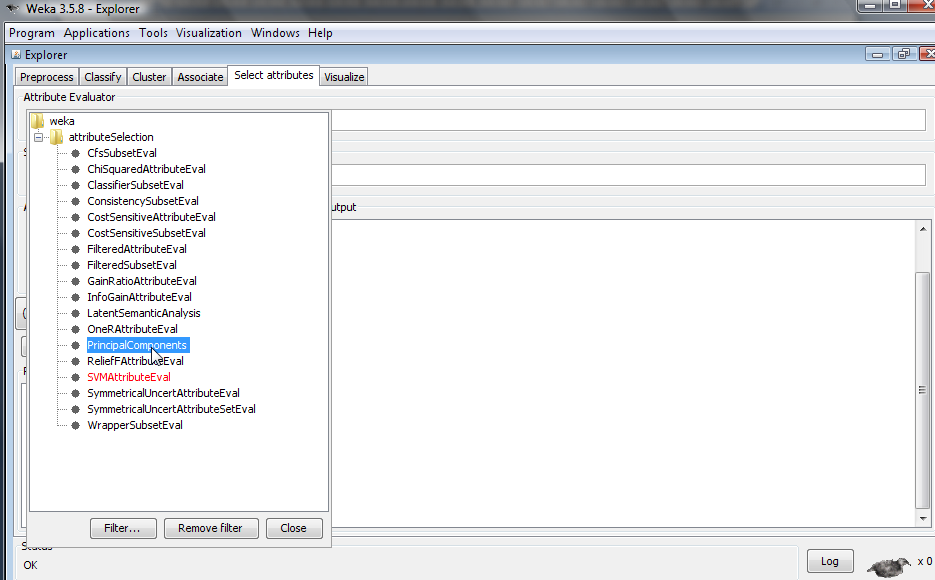 Weka 3.5.8 - Explorer
Program Applications Tools Visualization Windows Help
Explorer
Preprocess Classify Cluster Associate Select attributes Visualize
Attribute Evaluator
weka
attributeSelection
CfsSubsetEval
ChiSquaredAttributeEval
ClassifierSubsetEval
ConsistencySubsetEval
CostSensitiveAttributeEval
CostSensitiveSubsetEval
utput
FilteredAttributeEval
FilteredSubsetEval
GainRatioAttributeEval
InfoGainAttributeEval
LatentSemanticAnalysis
OneRAttributeEval
PrincipalComponents
ReliefFAttributeEval
SVMAttributeEval
SymmetricalUncertAttributeEval
SymmetricalUncertAttributeSetEval
WrapperSubsetEval
Filter... Remove filter Close
Status
OK
Log x 0